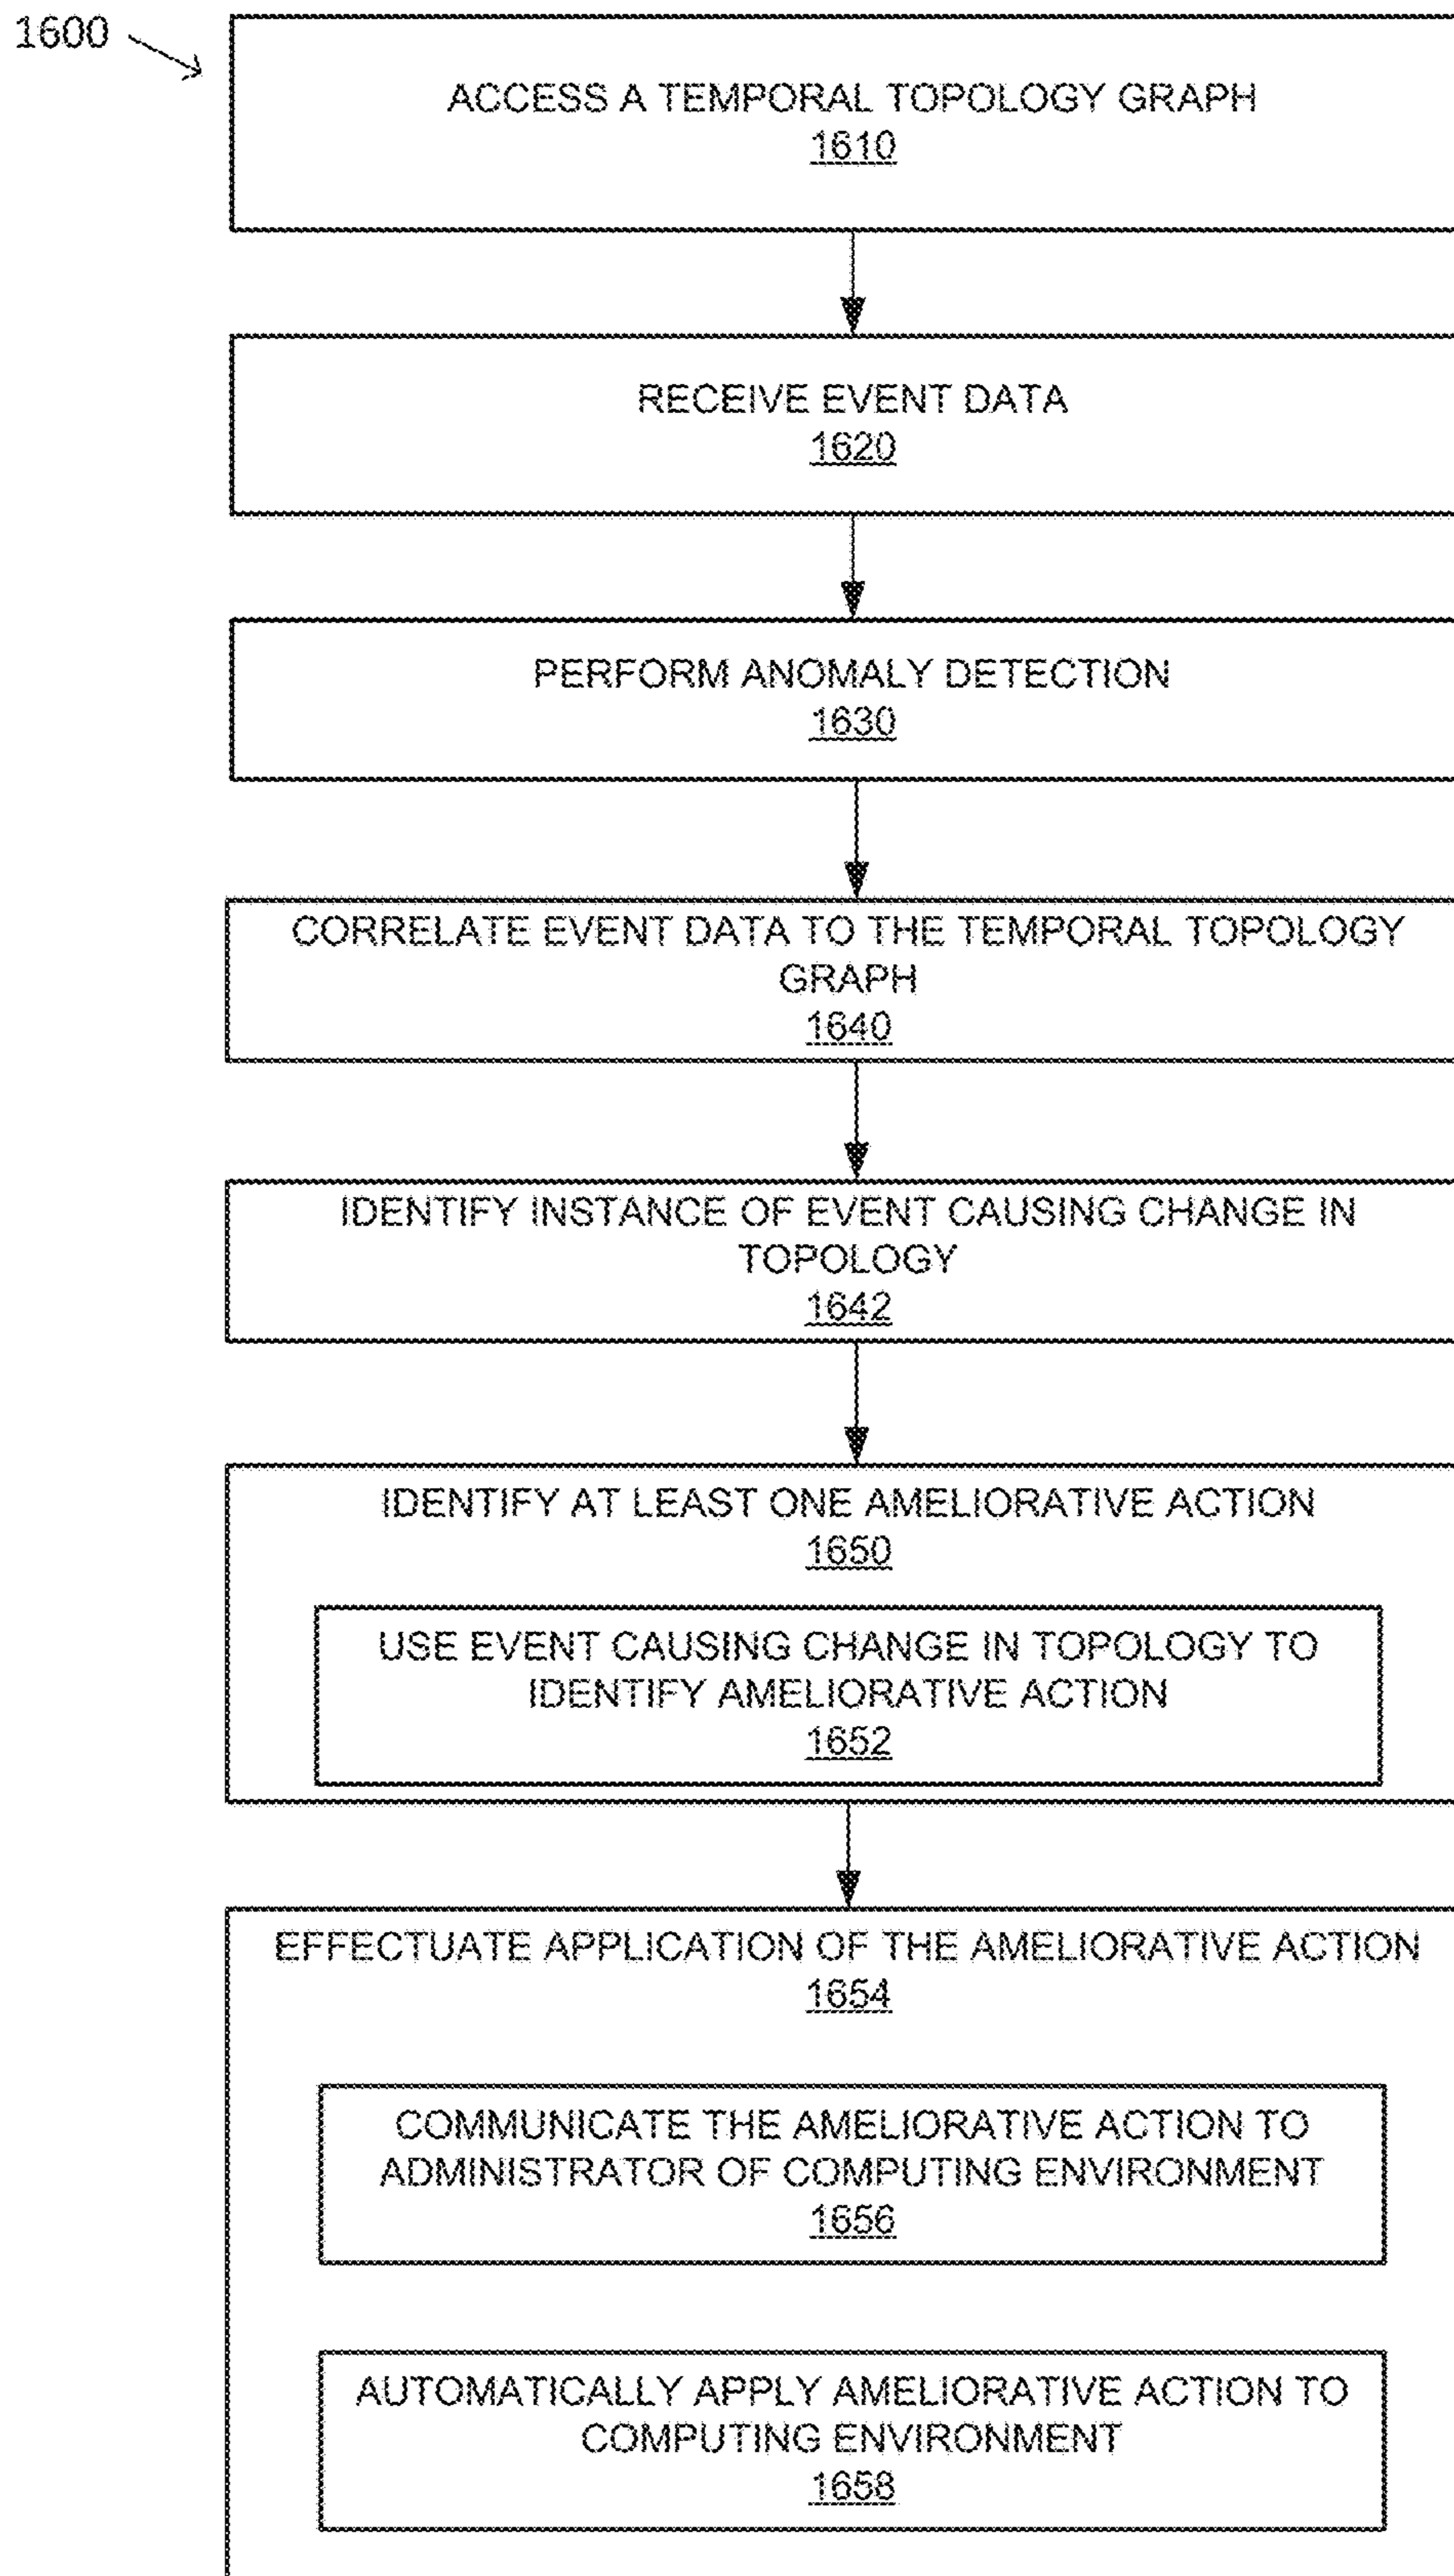 1600
ACCESS A TEMPORAL TOPOLOGY GRAPH
1610
RECEIVE EVENT DATA
1620
PERFORM ANOMALY DETECTION
1630
CORRELATE EVENT DATA TO THE TEMPORAL TOPOLOGY
GRAPH
1640
IDENTIFY INSTANCE OF EVENT CAUSING CHANGE IN
TOPOLOGY
1642
IDENTIFY AT LEAST ONE AMELIORATIVE ACTION
1650
USE EVENT CAUSING CHANGE IN TOPOLOGY TO
IDENTIFY AMELIORATIVE ACTION
1652
EFFECTUATE APPLICATION OF THE AMELIORATIVE ACTION
1654
COMMUNICATE THE AMELIORATIVE ACTION TO
ADMINISTRATOR OF COMPUTING ENVIRONMENT
1656
AUTOMATICALLY APPLY AMELIORATIVE ACTION TO
COMPUTING ENVIRONMENT
1658